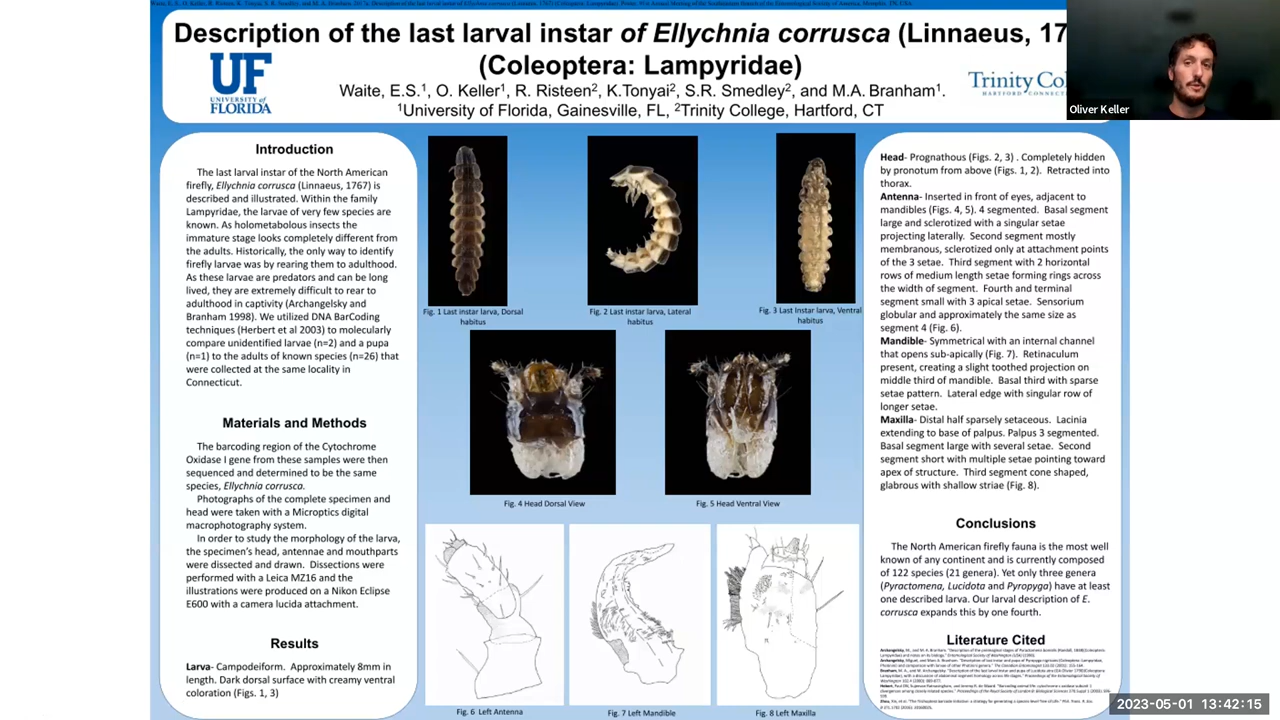 Description of the last larval instar of Ellychnia corrusca (Linnaeus, 17
(Coleoptera: Lampyridae)
UF
UNIVERSITY of
FLORIDA
Waite, E.S.¹, O. Keller¹, R. Risteen², K.Tonyai², S.R. Smedley², and M.A. Branham¹.
¹University of Florida, Gainesville, FL, ²Trinity College, Hartford, CT
Trinity Co
HARTFORD CONNECT
Oliver Keller
Introduction
The last larval instar of the North American
firefly, Ellychnia corrusca (Linnaeus, 1767) is
described and illustrated. Within the family
Lampyridae, the larvae of very few species are
known. As holometabolous insects the
immature stage looks completely different from
the adults. Historically, the only way to identify
firefly larvae was by rearing them to adulthood.
As these larvae are predators and can be long
lived, they are extremely difficult to rear to
adulthood in captivity (Archangelsky and
Branham 1998). We utilized DNA BarCoding
techniques (Herbert et al 2003) to molecularly
compare unidentified larvae (n=2) and a pupa
(n=1) to the adults of known species (n=26) that
were collected at the same locality in
Connecticut.
Materials and Methods
The barcoding region of the Cytochrome
Oxidase I gene from these samples were then
sequenced and determined to be the same
species, Ellychnia corrusca.
Photographs of the complete specimen and
head were taken with a Microptics digital
macrophotography system.
In order to study the morphology of the larva,
the specimen's head, antennae and mouthparts
were dissected and drawn. Dissections were
performed with a Leica MZ16 and the
illustrations were produced on a Nikon Eclipse
E600 with a camera lucida attachment.
Results
Larva- Campodeiform. Approximately 8mm in
length. Dark dorsal surface with creamy ventral
coloration (Figs. 1, 3)
Fig. 1 Last instar larva, Dorsal
habitus
Fig. 2 Last instar larva, Lateral
habitus
Fig. 3 Last Instar larva, Ventral
habitus
Fig. 4 Head Dorsal View
Fig. 5 Head Ventral View
Fig. 6 Left Antenna
Fig. 7 Left Mandible
Fig. 8 Left Maxilla
Head- Prognathous (Figs. 2, 3) . Completely hidden
by pronotum from above (Figs. 1, 2). Retracted into
thorax.
Antenna- Inserted in front of eyes, adjacent to
mandibles (Figs. 4, 5). 4 segmented. Basal segment
large and sclerotized with a singular setae
projecting laterally. Second segment mostly
membranous, sclerotized only at attachment points
of the 3 setae. Third segment with 2 horizontal
rows of medium length setae forming rings across
the width of segment. Fourth and terminal
segment small with 3 apical setae. Sensorium
globular and approximately the same size as
segment 4 (Fig. 6).
Mandible- Symmetrical with an internal channel
that opens sub-apically (Fig. 7). Retinaculum
present, creating a slight toothed projection on
middle third of mandible. Basal third with sparse
setae pattern. Lateral edge with singular row of
longer setae.
Maxilla- Distal half sparsely setaceous. Lacinia
extending to base of palpus. Palpus 3 segmented.
Basal segment large with several setae. Second
segment short with multiple setae pointing toward
apex of structure. Third segment cone shaped,
glabrous with shallow striae (Fig. 8).
Conclusions
The North American firefly fauna is the most well
known of any continent and is currently composed
of 122 species (21 genera). Yet only three genera
(Pyractomena, Lucidota and Pyropyga) have at least
one described larva. Our larval description of E.
corrusca expands this by one fourth.
Literature Cited
2023-05-01 13:42:15